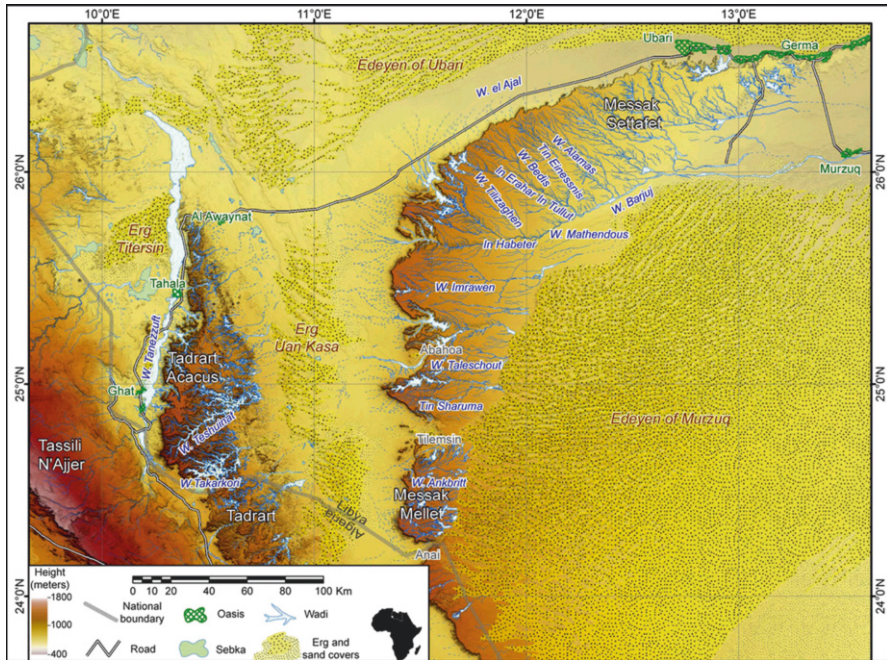 10°0'E
11°0'E
12°0'E
13°0'E
Ubari
Germa
Edeyen of Ubari
W. el Ajal
Messak
Settafet
26°0'N
26°0'N
W. Alamas
Tin Einessnis
W. Bedis
In Erahar In Tullut
W. Tilizaghen
Murzuq
W. Barjuj
Al Awaynat
Erg
Titersin
W. Mathendous
In Habeter
Tahala
W. Imrawen
Erg
Uan Kasa
W. Tanezzuft
Tadrart
Acacus
Abahoa
W. Taleschout
25°0'N
25°0'N
Ghat
Tin Sharuma
Edeyen of Murzuq
W. Teshuinat
Tassili
N'Ajjer
Tilemsin
W. Takarkori
W. Ankbritt
Messak
Mellet
Tadrart
Libya
Algeria
Anai
24°0'N
24°0'N
Height
(meters)
1800
1000
400
0 10 20 40 60 80 100 Km
National
boundary
Oasis
Wadi
Road
Sebka
Erg and
sand covers